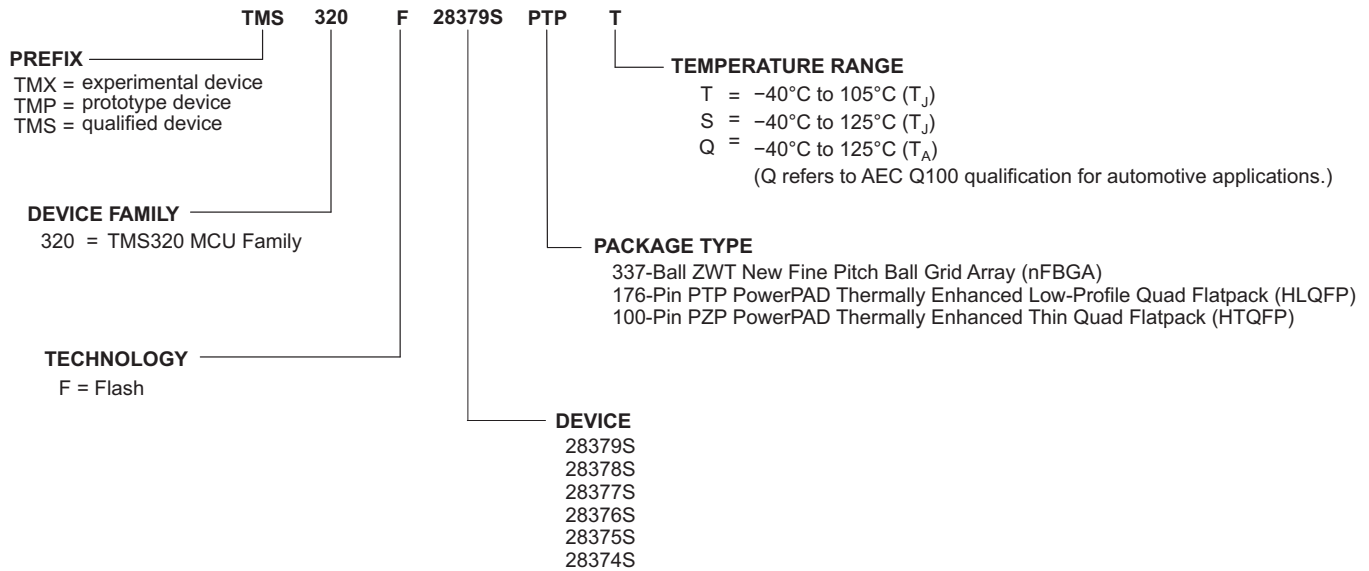 TMS 320 F 28379S PTP T
PREFIX
TMX = experimental device
TMP = prototype device
TMS = qualified device
TEMPERATURE RANGE
T = −40°C to 105°C (TJ)
S = −40°C to 125°C (TJ)
Q = −40°C to 125°C (TA)
(Q refers to AEC Q100 qualification for automotive applications.)
DEVICE FAMILY
320 = TMS320 MCU Family
PACKAGE TYPE
337-Ball ZWT New Fine Pitch Ball Grid Array (nFBGA)
176-Pin PTP PowerPAD Thermally Enhanced Low-Profile Quad Flatpack (HLQFP)
100-Pin PZP PowerPAD Thermally Enhanced Thin Quad Flatpack (HTQFP)
TECHNOLOGY
F = Flash
DEVICE
28379S
28378S
28377S
28376S
28375S
28374S